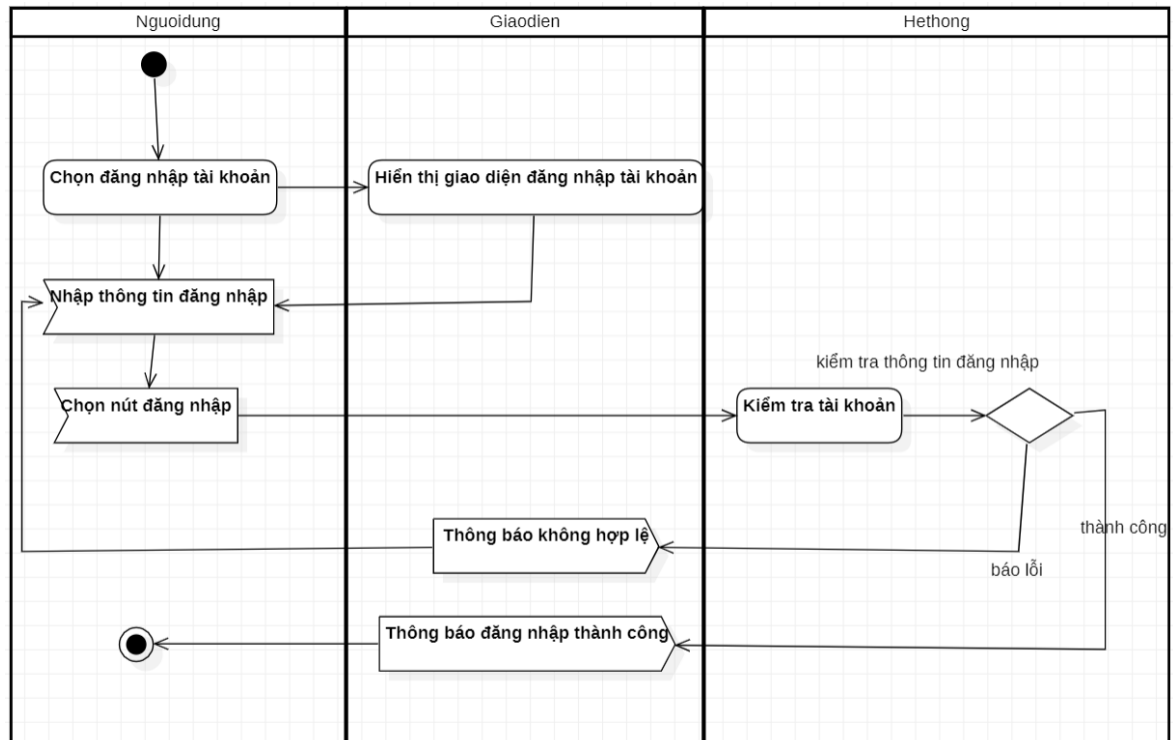 Nguoidung
Giaodien
Hethong
Chọn đăng nhập tài khoản
Hiển thị giao diện đăng nhập tài khoản
Nhập thông tin đăng nhập
kiểm tra thông tin đăng nhập
Chọn nút đăng nhập
Kiểm tra tài khoản
Thông báo không hợp lệ
thành công
báo lỗi
Thông báo đăng nhập thành công